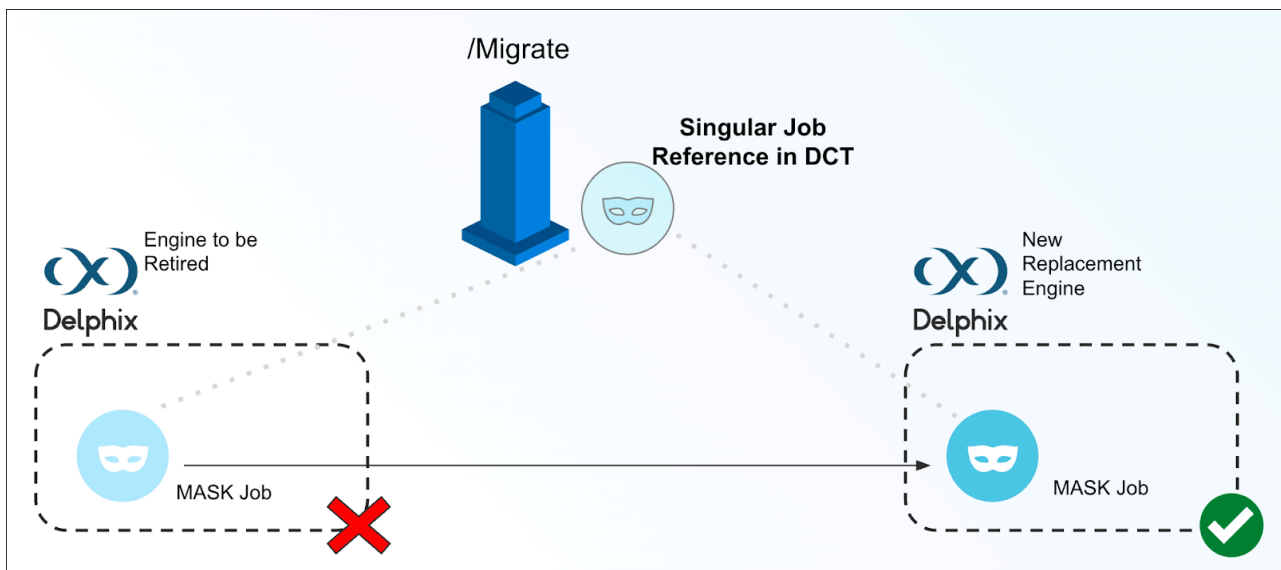 /Migrate
Singular Job
Reference in DCT
Engine to be
Retired
Delphix
MASK Job
New
Replacement
Engine
Delphix
MASK Job